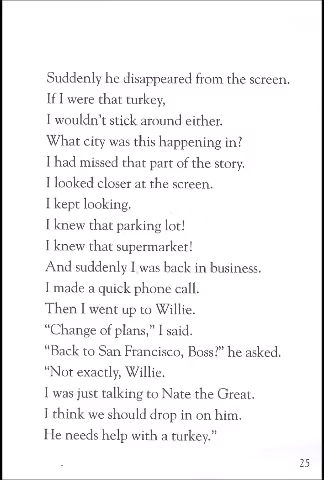 Suddenly he disappeared from the screen.
If I were that turkey,
I wouldn't stick around either.
What city was this happening in?
I had missed that part of the story.
I looked closer at the screen.
I kept looking.
I knew that parking lot!
I knew that supermarket!
And suddenly I was back in business.
I made a quick phone call.
Then I went up to Willie.
“Change of plans,” I said.
“Back to San Francisco, Boss?” he asked.
“Not exactly, Willie.
I was just talking to Nate the Great.
I think we should drop in on him.
He needs help with a turkey.”
25